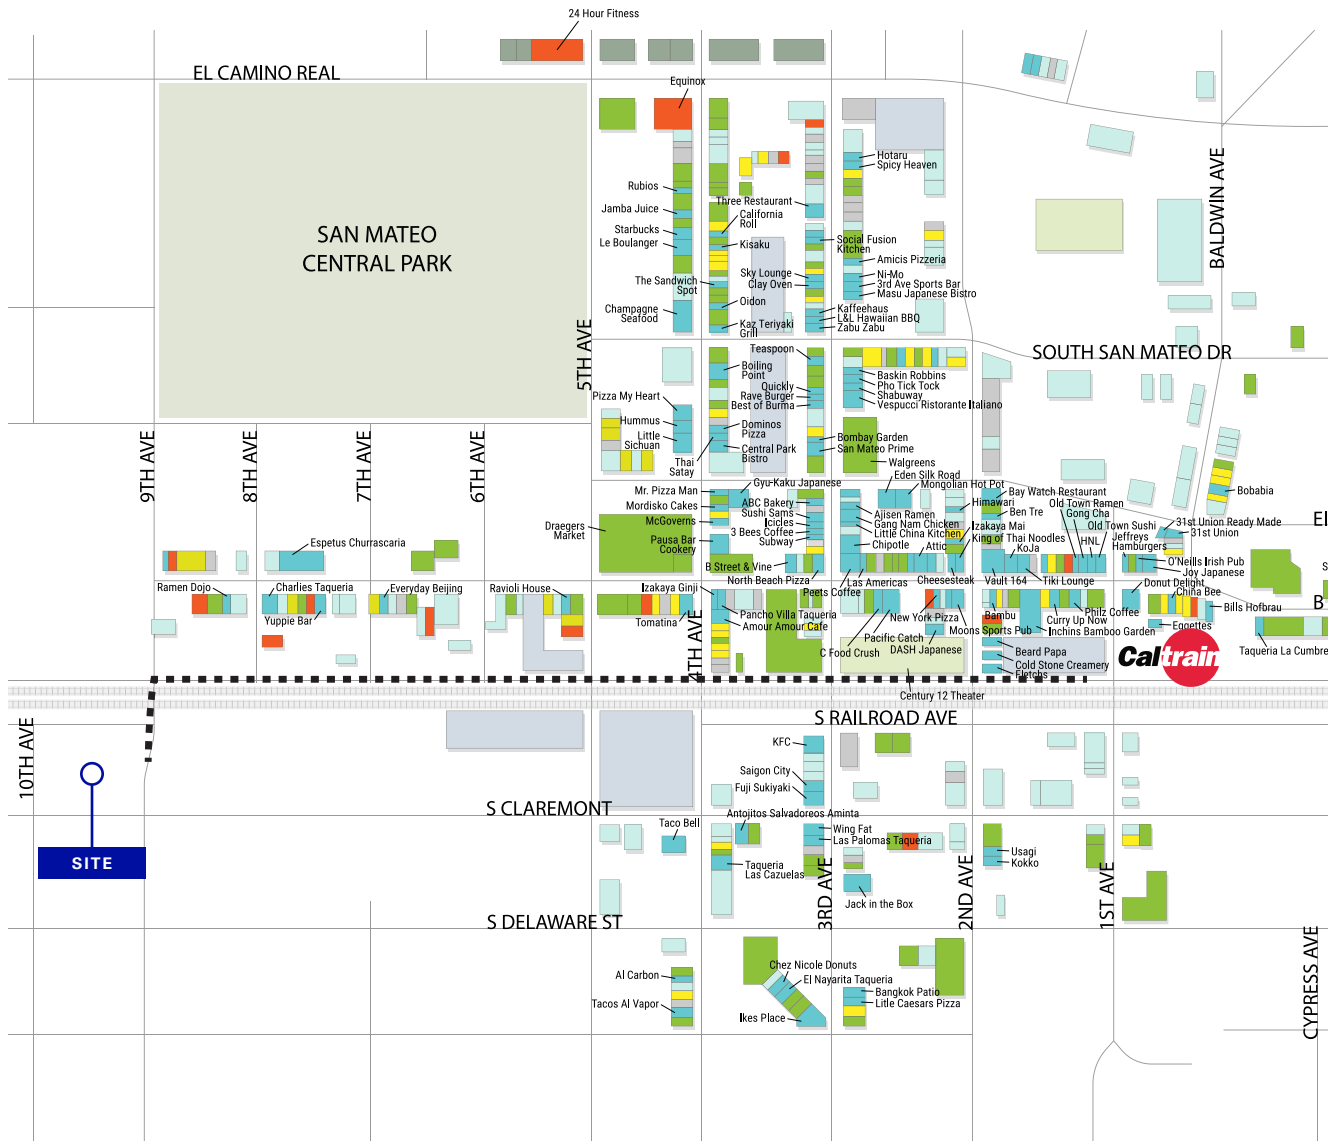 24 Hour Fitness
EL CAMINO REAL
Equinox
SAN MATEO
CENTRAL PARK
BALDWIN AVE
Hotaru
Spicy Heaven
Rubios
Jamba Juice
Starbucks
Le Boulanger
Three Restaurant
California
Roll
Kisaku
Social Fusion
Kitchen
Amicis Pizzeria
The Sandwich
Spot
Sky Lounge
Clay Oven
Ni-Mo
3rd Ave Sports Bar
Masu Japanese Bistro
Oidon
Champagne
Seafood
Kaz Teriyaki
Grill
Kaffeehaus
L&L Hawaiian BBQ
Zabu Zabu
5TH AVE
SOUTH SAN MATEO DR
Teaspoon
Boiling
Point
Quickly
Rave Burger
Best of Burma
Baskin Robbins
Pho Tick Tock
Shabuway
Vespucci Ristorante Italiano
Pizza My Heart
Hummus
Little
Sichuan
Dominos
Pizza
Thai
Satay
Central Park
Bistro
Bombay Garden
San Mateo Prime
Walgreens
9TH AVE
8TH AVE
7TH AVE
6TH AVE
Gyu-Kaku Japanese
Eden Silk Road
Mongolian Hot Pot
Mr. Pizza Man
Mordisko Cakes
McGoverns
Draegers
Market
Pausa Bar
Cookery
ABC Bakery
Sushi Sams
Icicles
3 Bees Coffee
Subway
Ajisen Ramen
Gang Nam Chicken
Little China Kitchen
Chipotle
Attic
Himawari
Izakaya Mai
King of Thai Noodles
Bay Watch Restaurant
Ben Tre
Old Town Ramen
Gong Cha
Old Town Sushi
HNL
KoJa
Jeffreys
Hamburgers
Bobabia
31st Union Ready Made
31st Union
El
Espetus Churrascaria
B Street & Vine
North Beach Pizza
Peets Coffee
Las Americas
Cheesesteak
Vault 164
Tiki Lounge
O'Neills Irish Pub
Joy Japanese
S
Ramen Dojo
Charlies Taqueria
Yuppie Bar
Everyday Beijing
Ravioli House
Izakaya Ginji
Tomatina
Pancho Villa Taqueria
Amour Amour Cafe
C Food Crush
Pacific Catch
New York Pizza
DASH Japanese
Moons Sports Pub
Bambu
Curry Up Now
Inchins Bamboo Garden
Philz Coffee
Donut Delight
China Bee
Bills Hofbrau
Eggettes
B
Beard Papa
Cold Stone Creamery
Fletchs
Caltrain
Taqueria La Cumbre
4TH AVE
Century 12 Theater
10TH AVE
S RAILROAD AVE
KFC
Saigon City
Fuji Sukiyaki
S CLAREMONT
SITE
Taco Bell
Antojitos Salvadoreos Aminta
Wing Fat
Las Palomas Taqueria
Taqueria
Las Cazuelas
Usagi
Kokko
Jack in the Box
3RD AVE
2ND AVE
1ST AVE
S DELAWARE ST
CYPRESS AVE
Al Carbon
Tacos Al Vapor
Chez Nicole Donuts
El Nayarita Taqueria
Ikes Place
Bangkok Patio
Litle Caesars Pizza